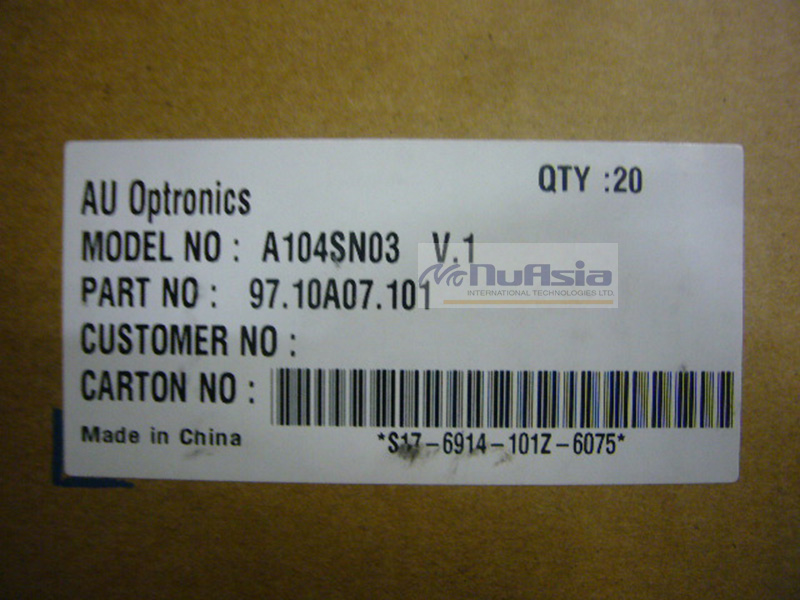 QTY :20
AU Optronics
MODEL NO : A104SN03 V.1
NuAsia
PART NO : 97.10A07.101
INTERNATIONAL TECHNOLOGIES LTD.
CUSTOMER NO :
CARTON NO :
Made in China
*S17-6914-101Z-6075*